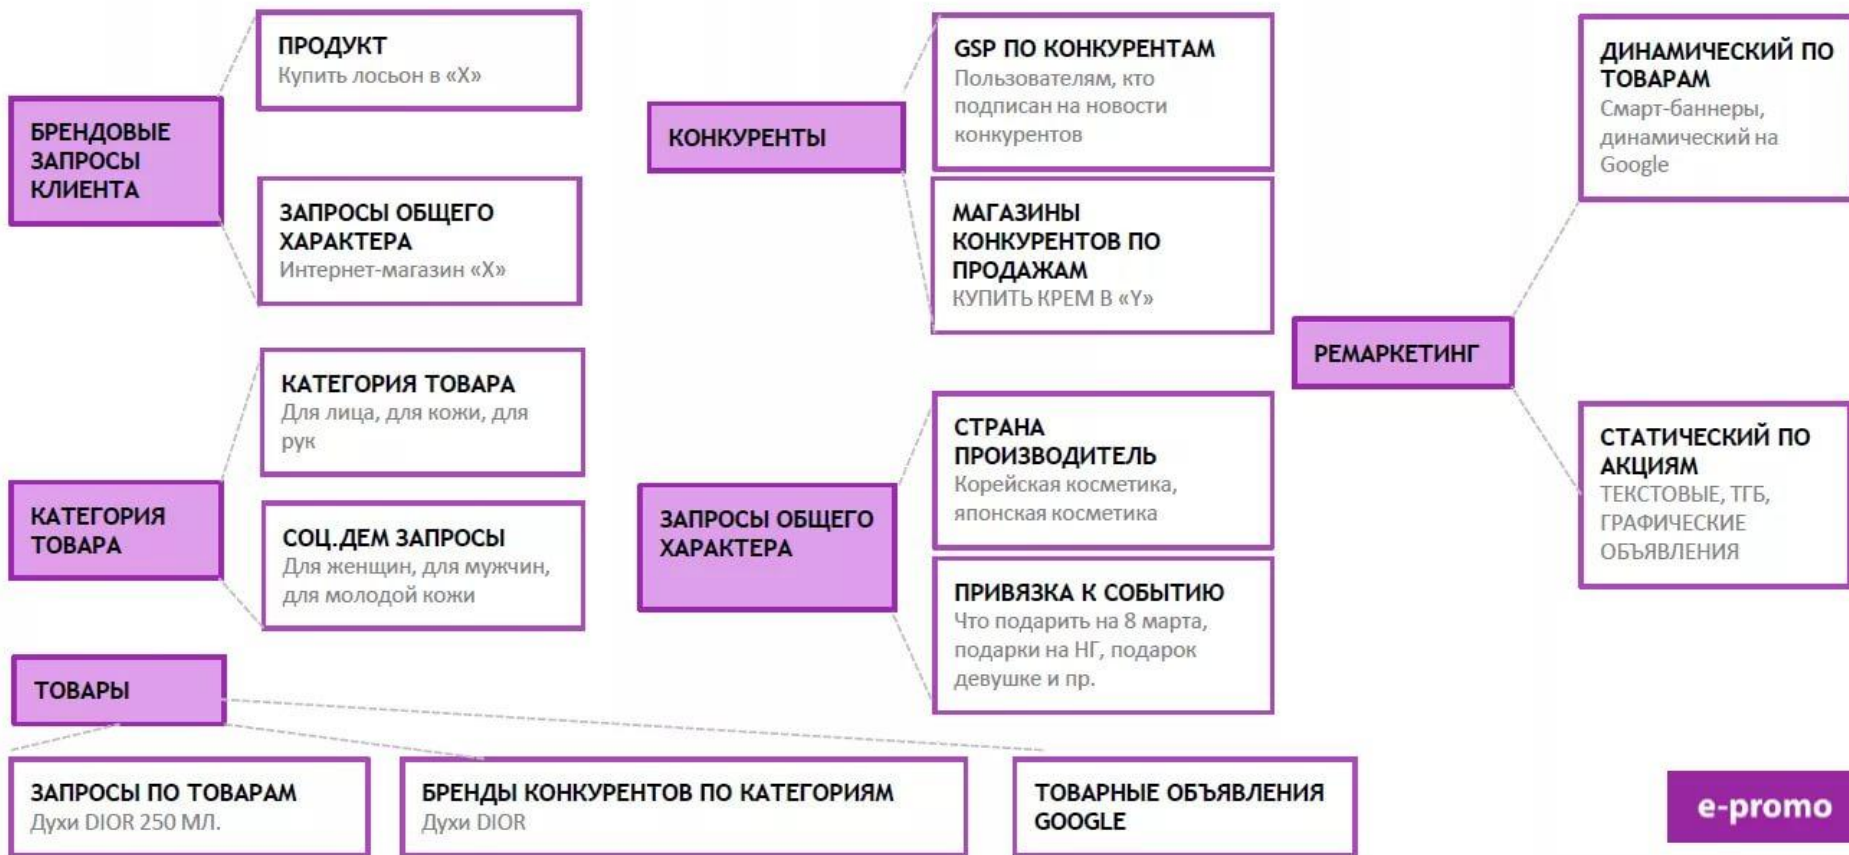 БРЕНДОВЫЕ
ЗАПРОСЫ
КЛИЕНТА
ПРОДУКТ
Купить лосьон в «X»
ЗАПРОСЫ ОБЩЕГО
ХАРАКТЕРА
Интернет-магазин «X»
КАТЕГОРИЯ
ТОВАРА
КАТЕГОРИЯ ТОВАРА
Для лица, для кожи, для
рук
СОЦ.ДЕМ ЗАПРОСЫ
Для женщин, для мужчин,
для молодой кожи
КОНКУРЕНТЫ
GSP ПО КОНКУРЕНТАМ
Пользователям, кто
подписан на новости
конкурентов
МАГАЗИНЫ
КОНКУРЕНТОВ ПО
ПРОДАЖАМ
КУПИТЬ КРЕМ В «Y»
ЗАПРОСЫ ОБЩЕГО
ХАРАКТЕРА
СТРАНА
ПРОИЗВОДИТЕЛЬ
Корейская косметика,
японская косметика
ПРИВЯЗКА К СОБЫТИЮ
Что подарить на 8 марта,
подарки на НГ, подарок
девушке и пр.
РЕМАРКЕТИНГ
ДИНАМИЧЕСКИЙ ПО
ТОВАРАМ
Смарт-баннеры,
динамический на
Google
СТАТИЧЕСКИЙ ПО
АКЦИЯМ
ТЕКСТОВЫЕ, ТГБ,
ГРАФИЧЕСКИЕ
ОБЪЯВЛЕНИЯ
ТОВАРЫ
ЗАПРОСЫ ПО ТОВАРАМ
Духи DIOR 250 МЛ.
БРЕНДЫ КОНКУРЕНТОВ ПО КАТЕГОРИЯМ
Духи DIOR
ТОВАРНЫЕ ОБЪЯВЛЕНИЯ
GOOGLE
e-promo